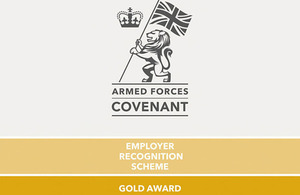 ARMED FORCES
COVENANT
EMPLOYER
RECOGNITION
SCHEME
GOLD AWARD